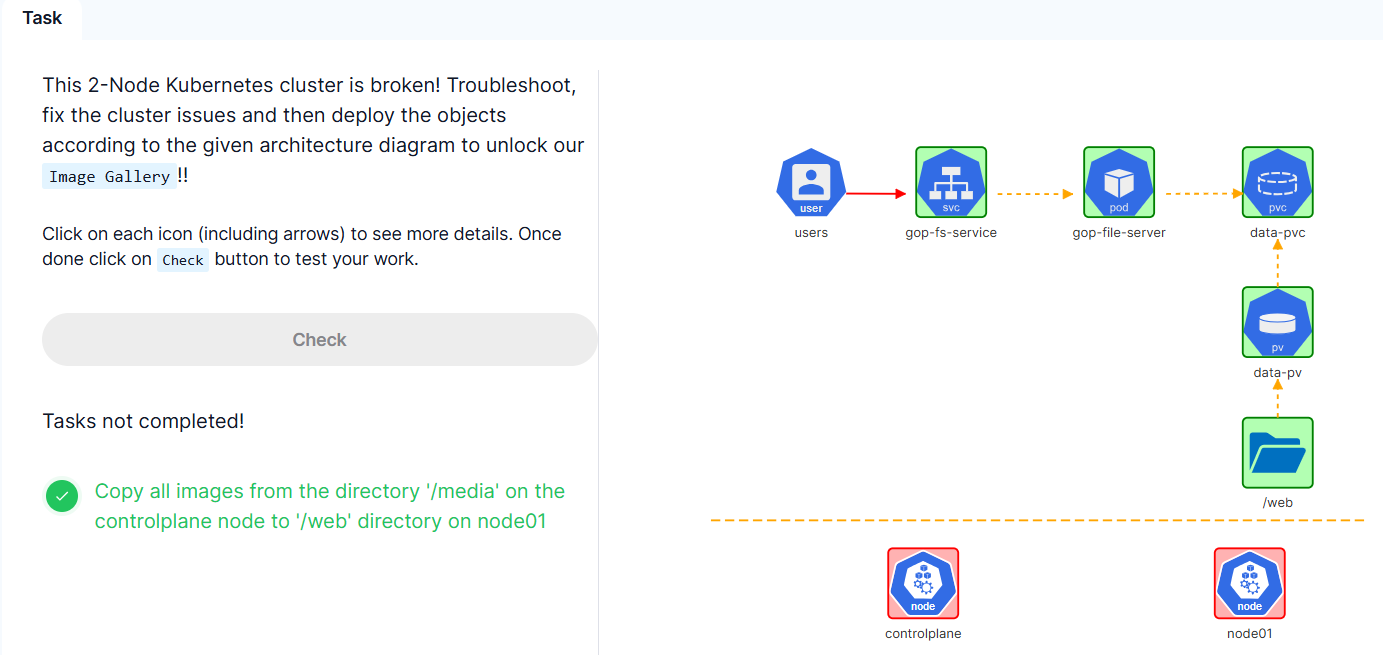 Task
This 2-Node Kubernetes cluster is broken! Troubleshoot,
fix the cluster issues and then deploy the objects
according to the given architecture diagram to unlock our
Image Gallery !!
Click on each icon (including arrows) to see more details. Once
done click on Check button to test your work.
Check
Tasks not completed!
Copy all images from the directory '/media' on the
controlplane node to '/web' directory on node01
user
svc
pod
pvc
users
gop-fs-service
gop-file-server
data-pvc
pv
data-pv
/web
node
node
controlplane
node01